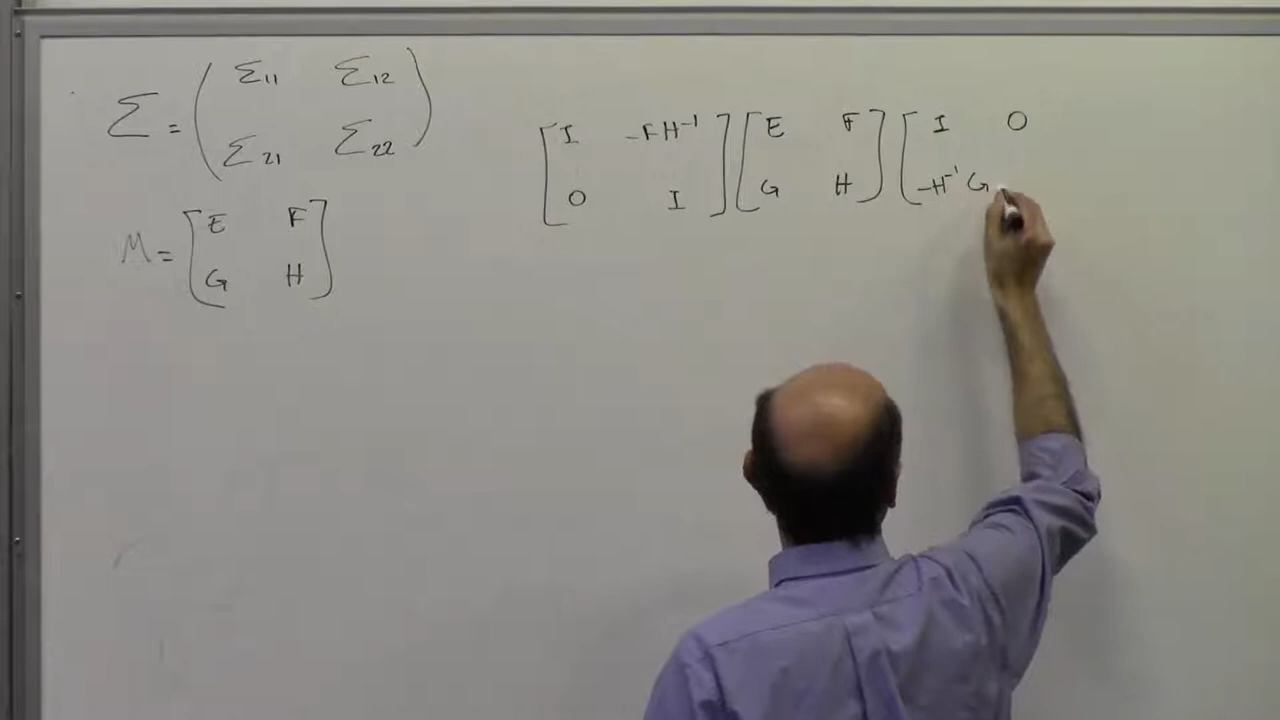 Σ = ( Σ11 Σ12
Σ21 Σ22 )
M = [ E F
G H ]
[ I -FH⁻¹ ] [ E F ] [ I 0
0 I ] [ G H ] [ -H⁻¹G